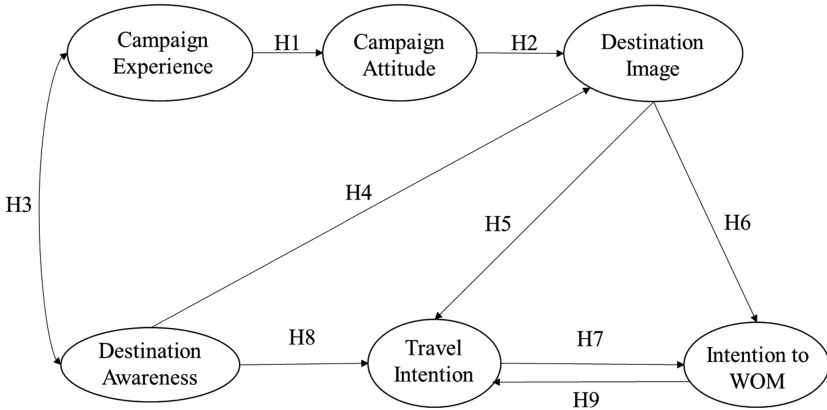 Campaign
Experience
H1
Campaign
Attitude
H2
Destination
Image
H3
H4
H5
H6
Destination
Awareness
H8
Travel
Intention
H7
H9
Intention to
WOM